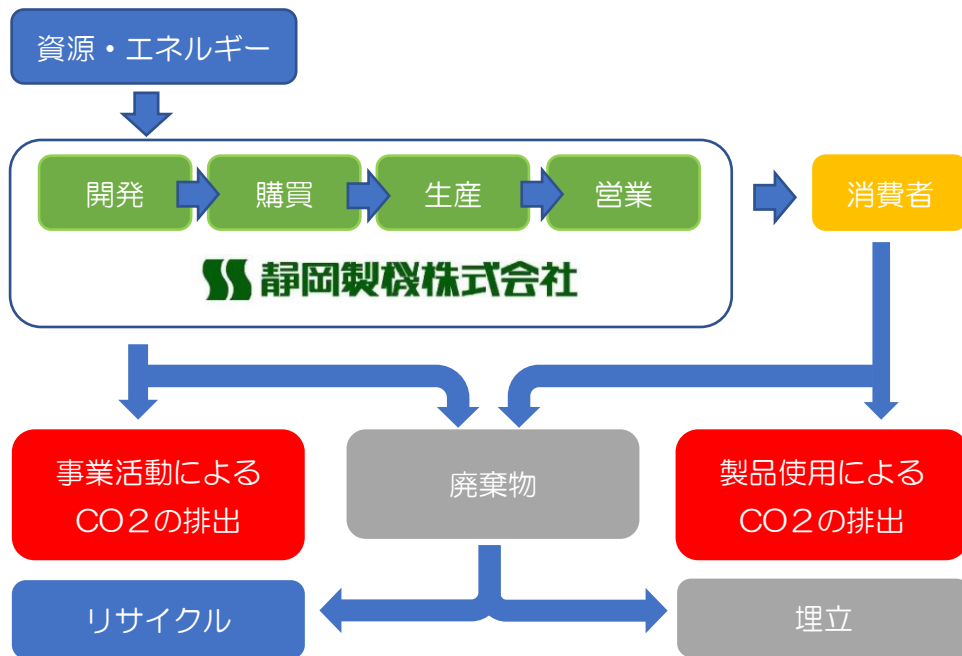 資源・エネルギー
開発
購買
生産
営業
消費者
静岡製機株式会社
事業活動による
CO2の排出
廃棄物
製品使用による
CO2の排出
リサイクル
埋立